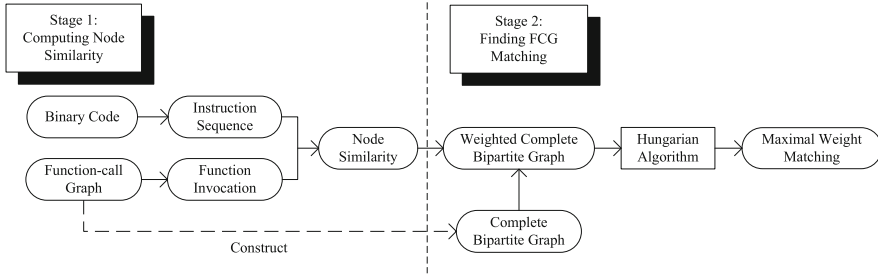 Stage 1:
Computing Node
Similarity
Stage 2:
Finding FCG
Matching
Binary Code
Instruction
Sequence
Function-call
Graph
Function
Invocation
Node
Similarity
Weighted Complete
Bipartite Graph
Hungarian
Algorithm
Maximal Weight
Matching
Construct
Complete
Bipartite Graph